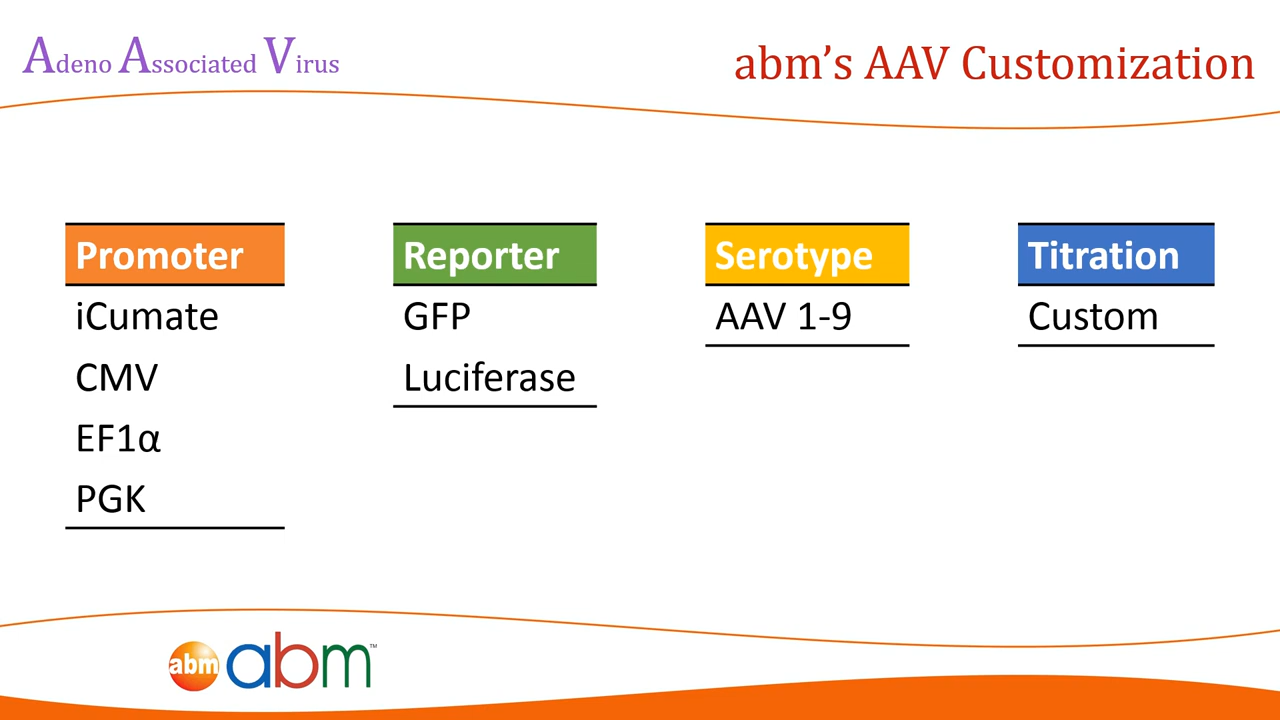 Adeno Associated Virus
abm’s AAV Customization
Promoter
iCumate
CMV
EF1α
PGK
Reporter
GFP
Luciferase
Serotype
AAV 1-9
Titration
Custom
abm
abm™